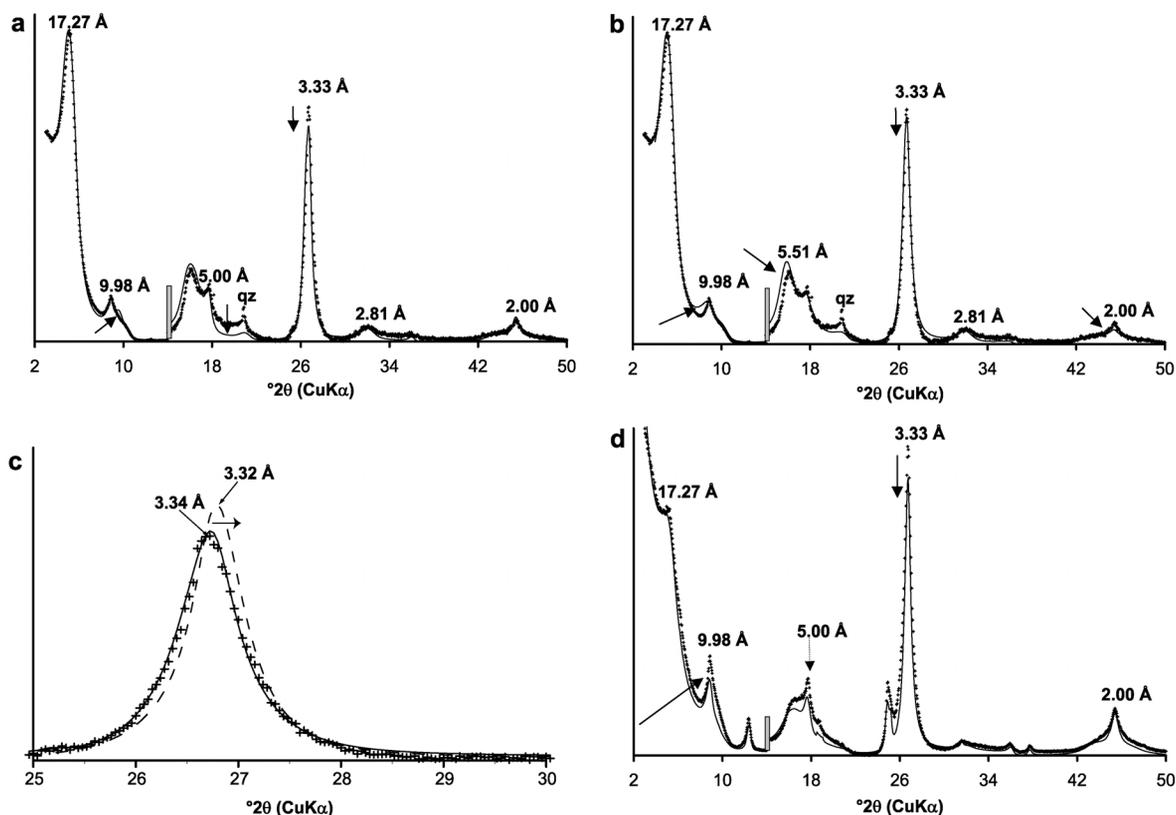 a
17.27 Å
9.98 Å
5.00 Å
qz
3.33 Å
2.81 Å
2.00 Å
2 10 18 26 34 42 50
°2θ (CuKα)
b
17.27 Å
9.98 Å
5.51 Å
qz
3.33 Å
2.81 Å
2.00 Å
2 10 18 26 34 42 50
°2θ (CuKα)
c
3.32 Å
3.34 Å
25 26 27 28 29 30
°2θ (CuKα)
d
3.33 Å
17.27 Å
9.98 Å
5.00 Å
2.00 Å
2 10 18 26 34 42 50
°2θ (CuKα)